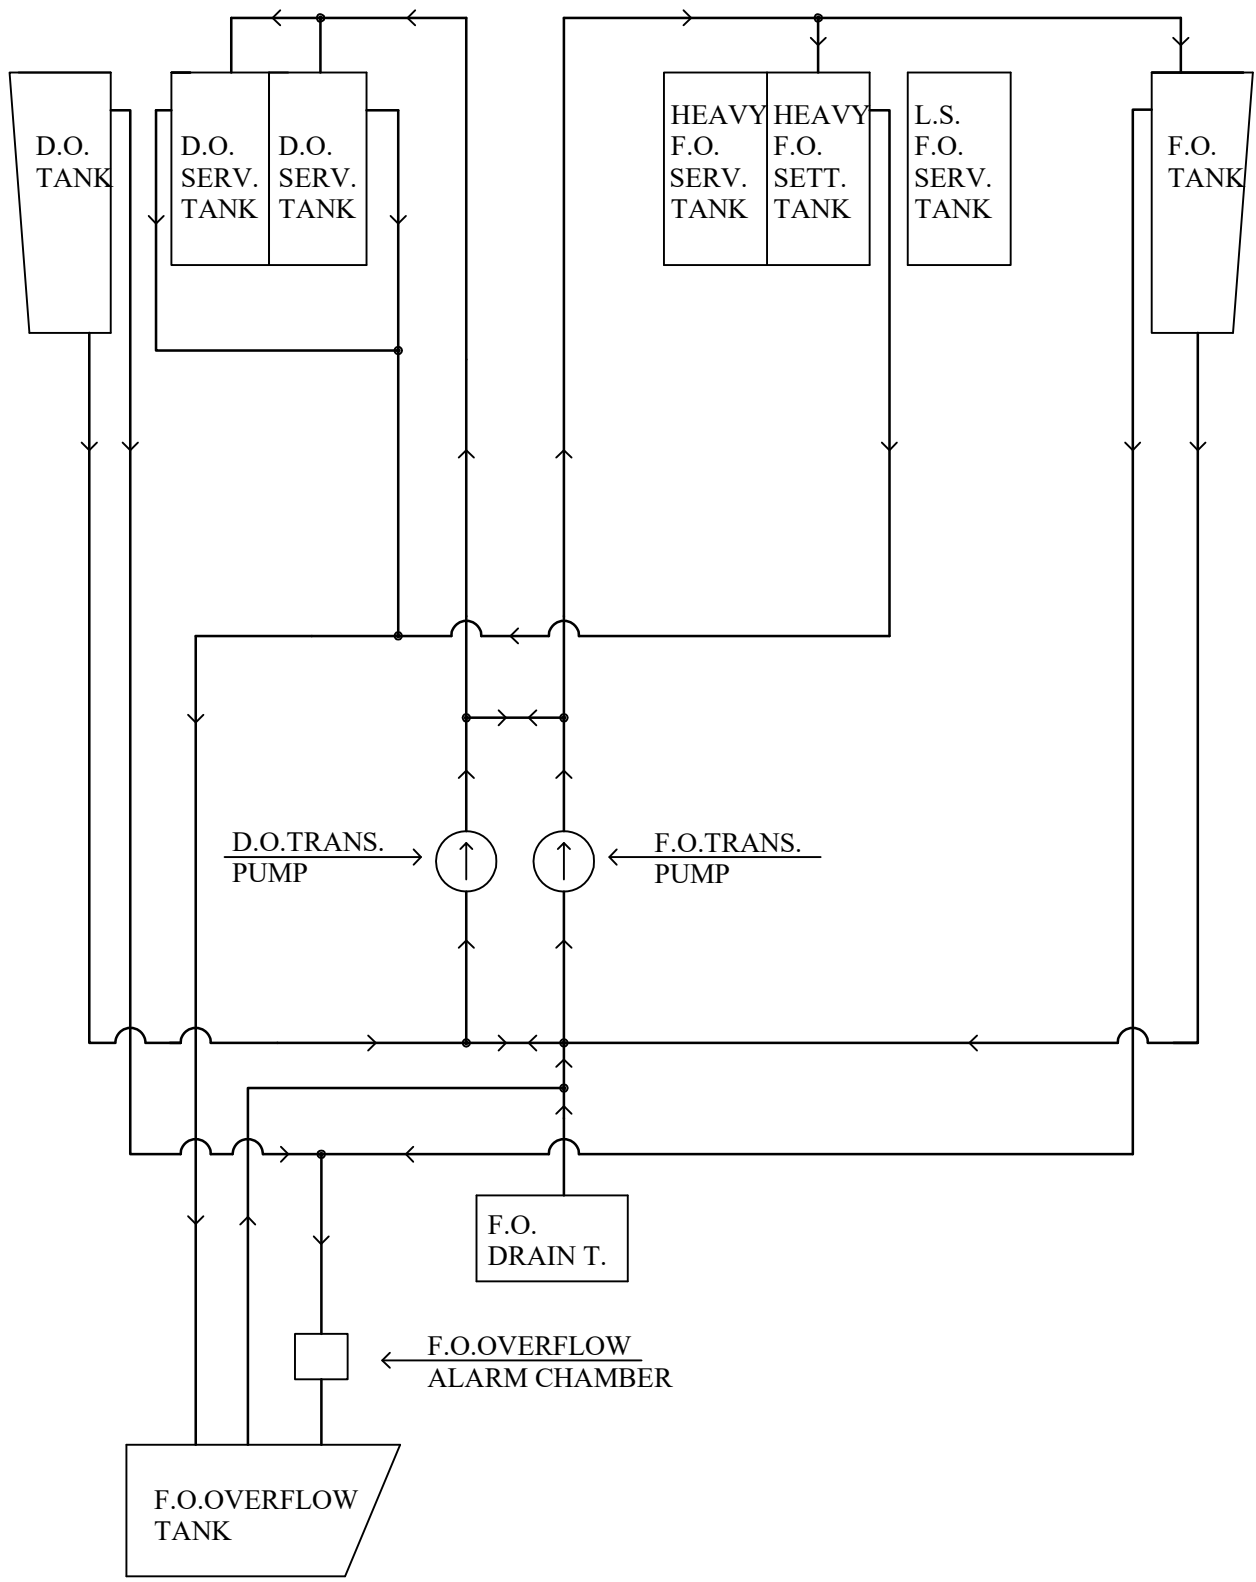 D.O.
TANK
D.O.
SERV.
TANK
D.O.
SERV.
TANK
HEAVY
F.O.
SERV.
TANK
HEAVY
F.O.
SETT.
TANK
L.S.
F.O.
SERV.
TANK
F.O.
TANK
D.O.TRANS.
PUMP
F.O.TRANS.
PUMP
F.O.
DRAIN T.
F.O.OVERFLOW
ALARM CHAMBER
F.O.OVERFLOW
TANK